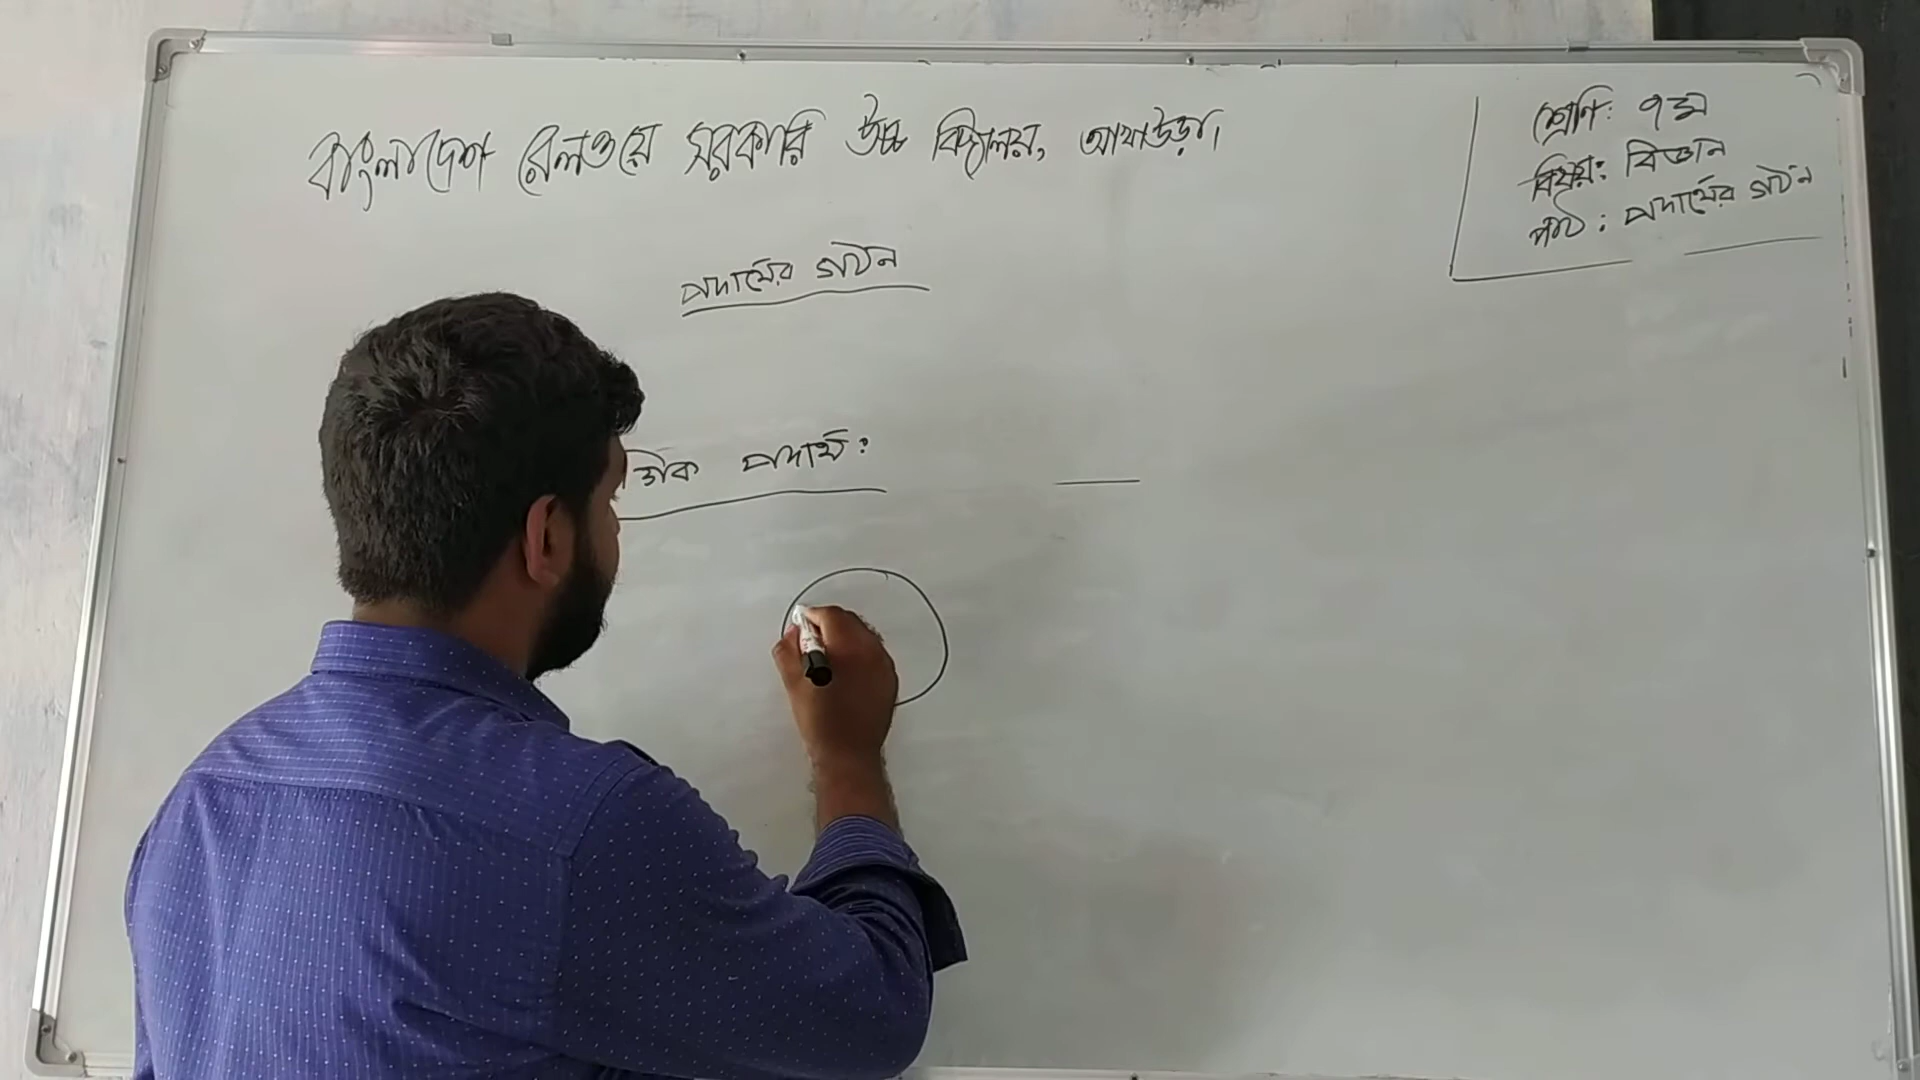 বাংলাদেশ রেলওয়ে সরকারি উচ্চ বিদ্যালয়, আখাউড়া।
শ্রেণি: ৭ম
বিষয়: বিজ্ঞান
পাঠ: পদার্থের গঠন
পদার্থের গঠন
পদার্থ: